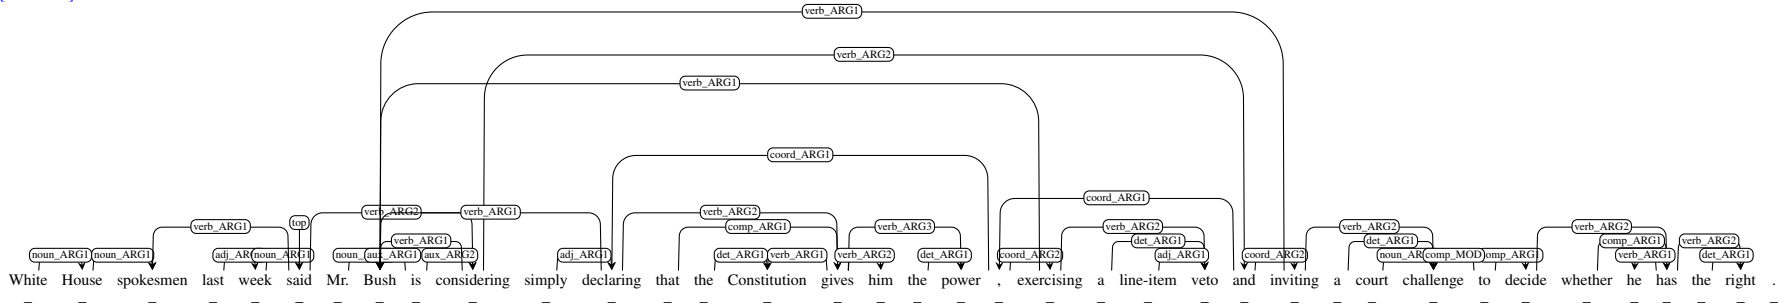 verb_ARG1
verb_ARG2
verb_ARG1
coord_ARG1
coord_ARG1
top verb_ARG2 verb_ARG1 verb_ARG2
verb_ARG1 comp_ARG1 verb_ARG3 verb_ARG2 verb_ARG2 verb_ARG2
verb_ARG1 det_ARG1 det_ARG1 comp_ARG1 verb_ARG2
noun_ARG1 noun_ARG1 noun_ARG1 aux_ARG1 aux_ARG2 adj_ARG1 det_ARG1 verb_ARG1 verb_ARG2 det_ARG1 coord_ARG2 adj_ARG1 coord_ARG2 comp_MOD verb_ARG1 det_ARG1
White House spokesmen last week said Mr. Bush is considering simply declaring that the Constitution gives him the power , exercising a line-item veto and inviting a court challenge to decide whether he has the right .